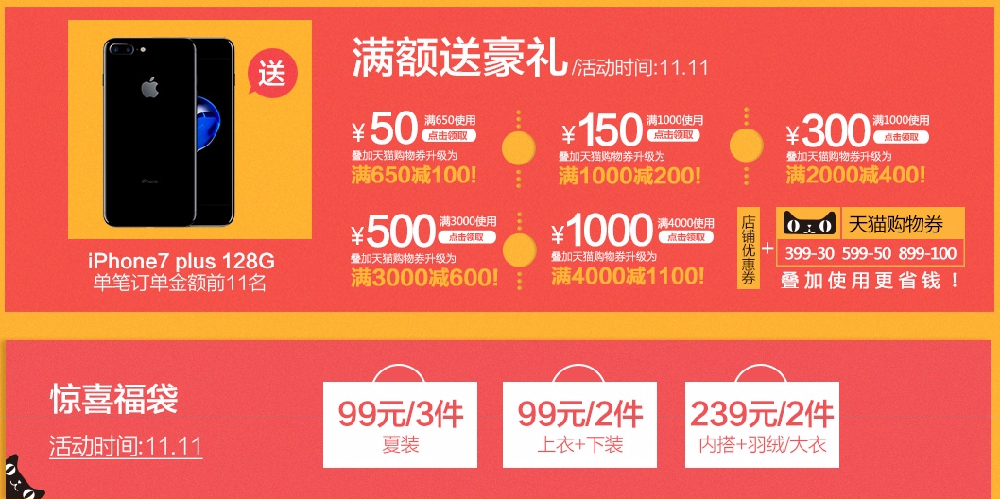 送
iPhone
iPhone7 plus 128G
单笔订单金额前11名
满额送豪礼/活动时间:11.11
¥50 满650使用
点击领取
叠加天猫购物券升级为
满650减100!
¥150 满1000使用
点击领取
叠加天猫购物券升级为
满1000减200!
¥300 满1000使用
点击领取
叠加天猫购物券升级为
满2000减400!
¥500 满3000使用
点击领取
叠加天猫购物券升级为
满3000减600!
¥1000 满4000使用
点击领取
叠加天猫购物券升级为
满4000减1100!
店铺优惠券
+
天猫购物券
399-30 599-50 899-100
叠加使用更省钱！
惊喜福袋
活动时间:11.11
99元/3件
夏装
99元/2件
上衣+下装
239元/2件
内搭+羽绒/大衣